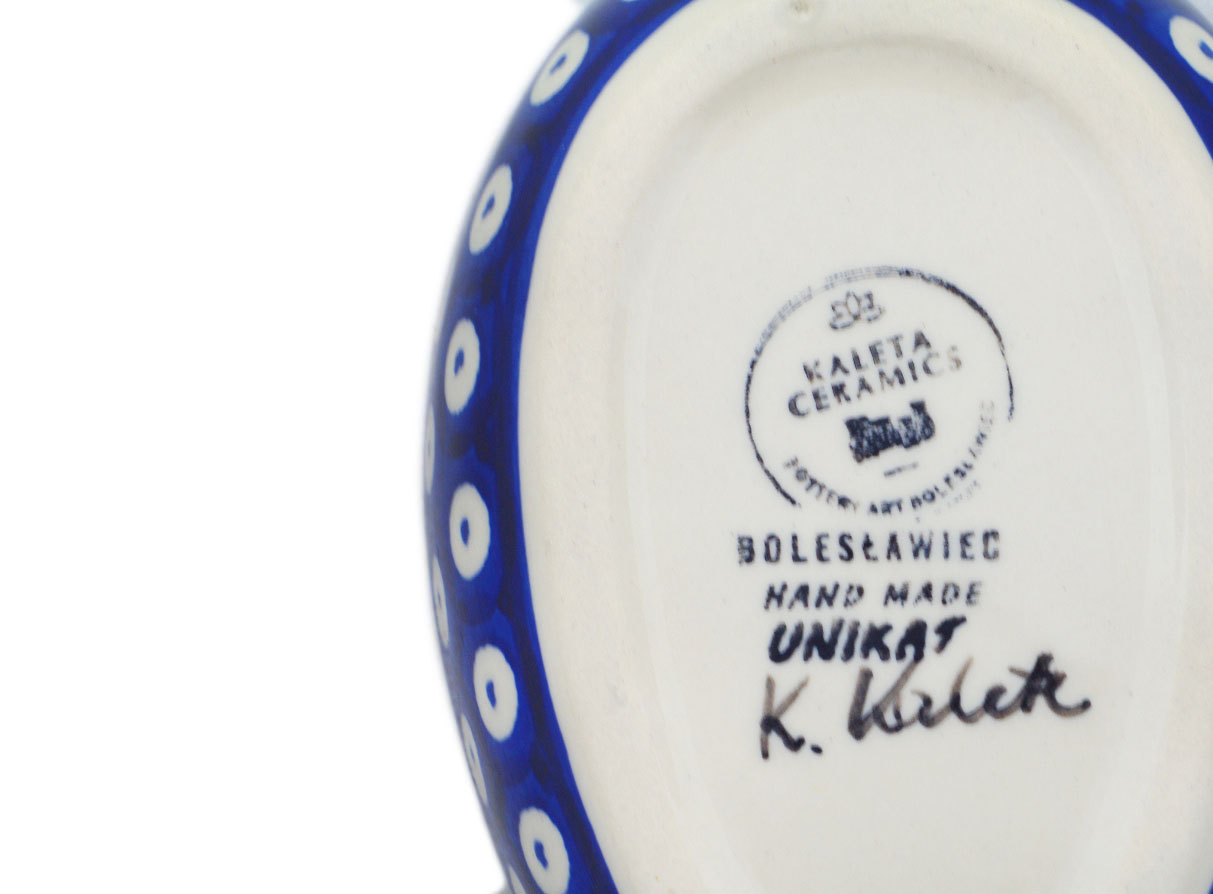 KALETA
CERAMICS
POTTERY ART BOLESŁAWIEC
BOLESŁAWIEC
HAND MADE
UNIKAT
K. Kaleta